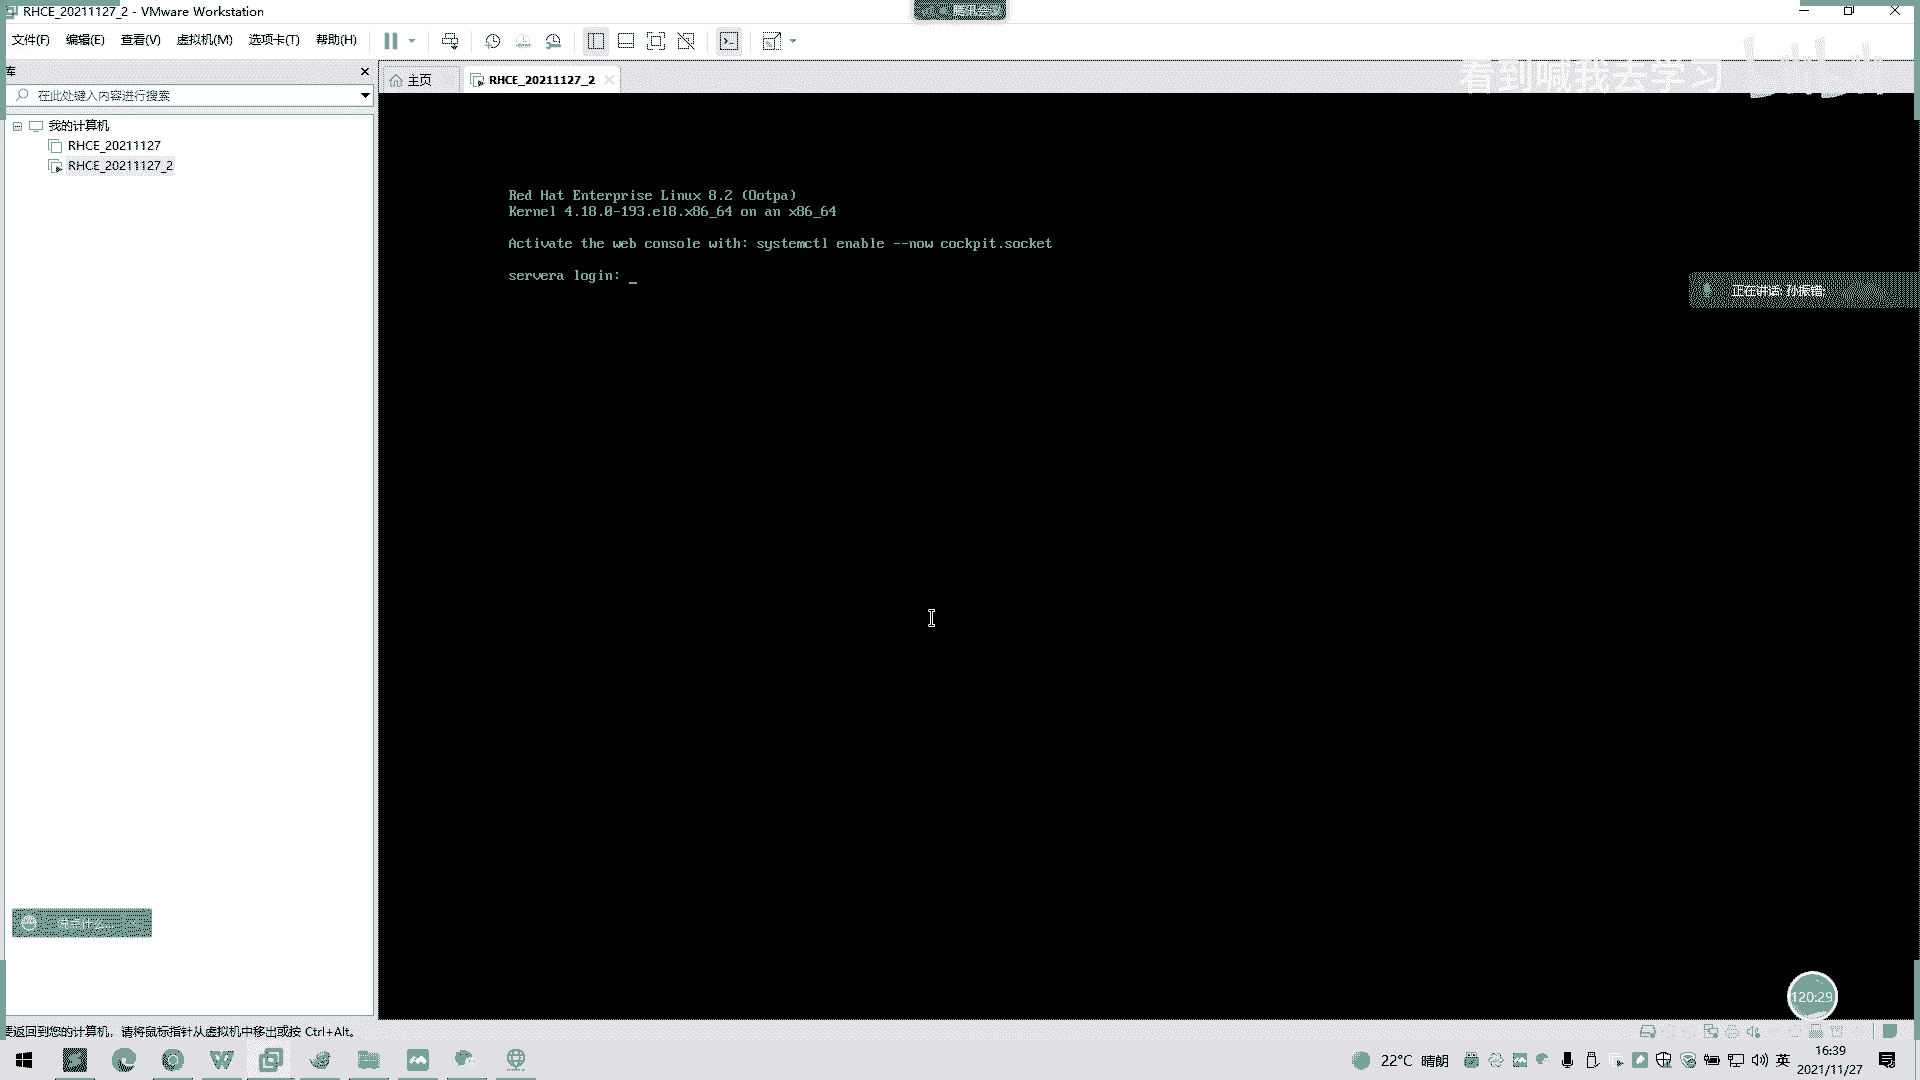 RHCE_20211127_2 - VMware Workstation
文件(F) 编辑(E) 查看(V) 虚拟机(M) 选项卡(T) 帮助(H)
库
主页 RHCE_20211127_2
看到喊我去学习
在此处键入内容进行搜索
我的计算机
RHCE_20211127
RHCE_20211127_2
Red Hat Enterprise Linux 8.2 (Ootpa)
Kernel 4.18.0-193.el8.x86_64 on an x86_64
Activate the web console with: systemctl enable --now cockpit.socket
servera login: _
正在讲话:
120:29
要返回到您的计算机，请将鼠标指针从虚拟机中移出或按 Ctrl+Alt。
22°C 晴朗
英
16:39
2021/11/27